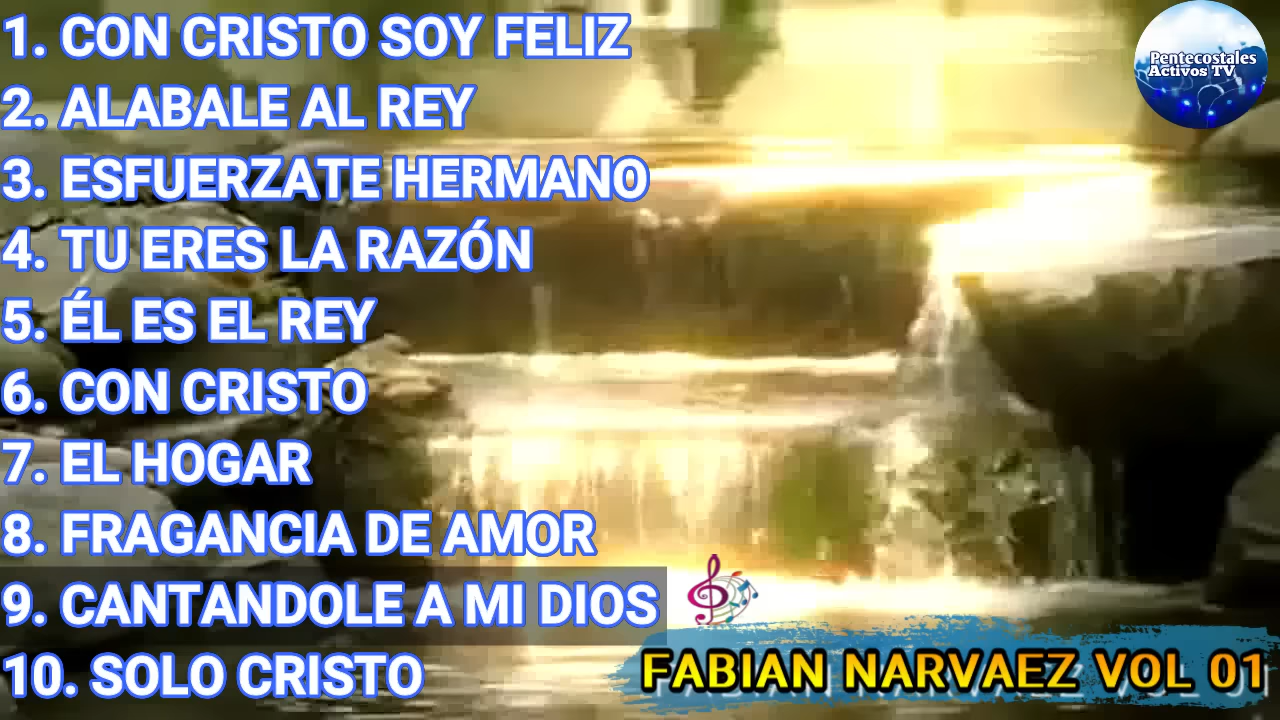 1. CON CRISTO SOY FELIZ
2. ALABALE AL REY
3. ESFUERZATE HERMANO
4. TU ERES LA RAZÓN
5. ÉL ES EL REY
6. CON CRISTO
7. EL HOGAR
8. FRAGANCIA DE AMOR
9. CANTANDOLE A MI DIOS
10. SOLO CRISTO
Pentecostales
Activos TV
FABIAN NARVAEZ VOL 01